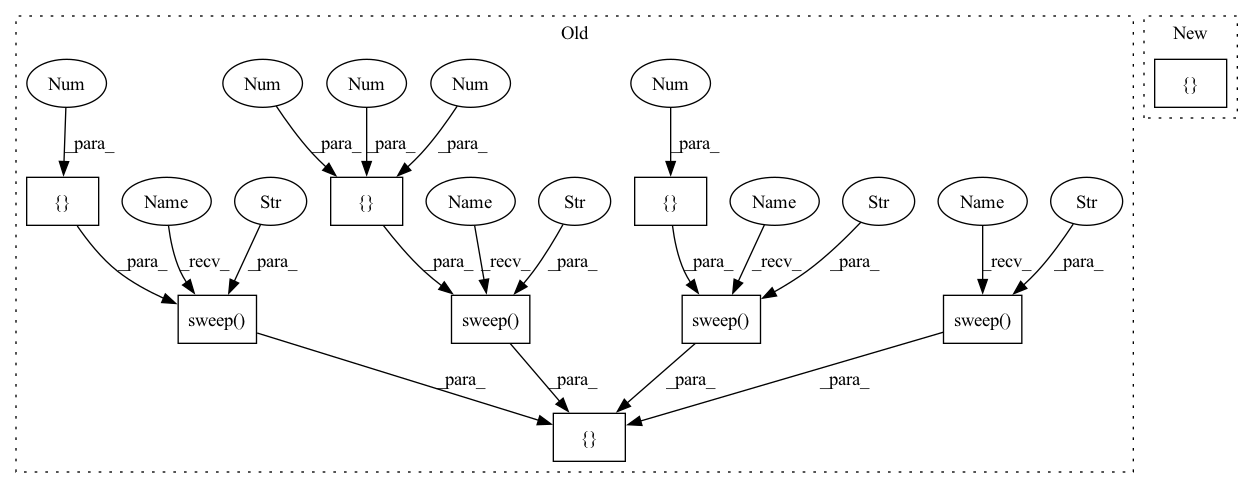 Old
New
Num
Num
Num
Num
Num
{}
_para_
_para_
_para_
_para_
_para_
{}
Name
Str
{}
Name
Str
{}
Name
Str
Name
Str
_para_
_recv_
_para_
_para_
_recv_
_para_
_para_
_recv_
_para_
_recv_
_para_
sweep()
sweep()
sweep()
sweep()
_para_
_para_
_para_
_para_
{}